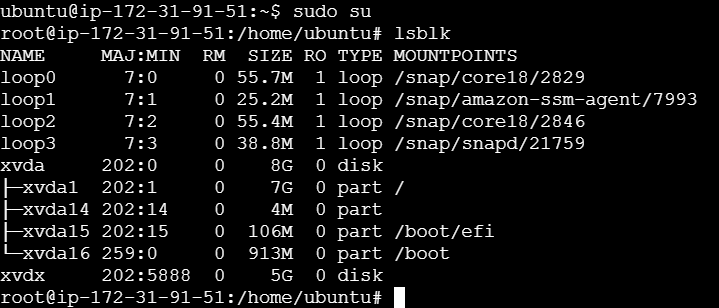 ubuntu@ip-172-31-91-51:~$ sudo su
root@ip-172-31-91-51:/home/ubuntu# lsblk
NAME     MAJ:MIN  RM  SIZE RO TYPE MOUNTPOINTS
loop0      7:0     0 55.7M  1 loop /snap/core18/2829
loop1      7:1     0 25.2M  1 loop /snap/amazon-ssm-agent/7993
loop2      7:2     0 55.4M  1 loop /snap/core18/2846
loop3      7:3     0 38.8M  1 loop /snap/snapd/21759
xvda     202:0     0    8G  0 disk
├─xvda1  202:1     0    7G  0 part /
├─xvda14 202:14    0    4M  0 part
├─xvda15 202:15    0  106M  0 part /boot/efi
└─xvda16 259:0     0  913M  0 part /boot
xvdx     202:5888  0    5G  0 disk
root@ip-172-31-91-51:/home/ubuntu#